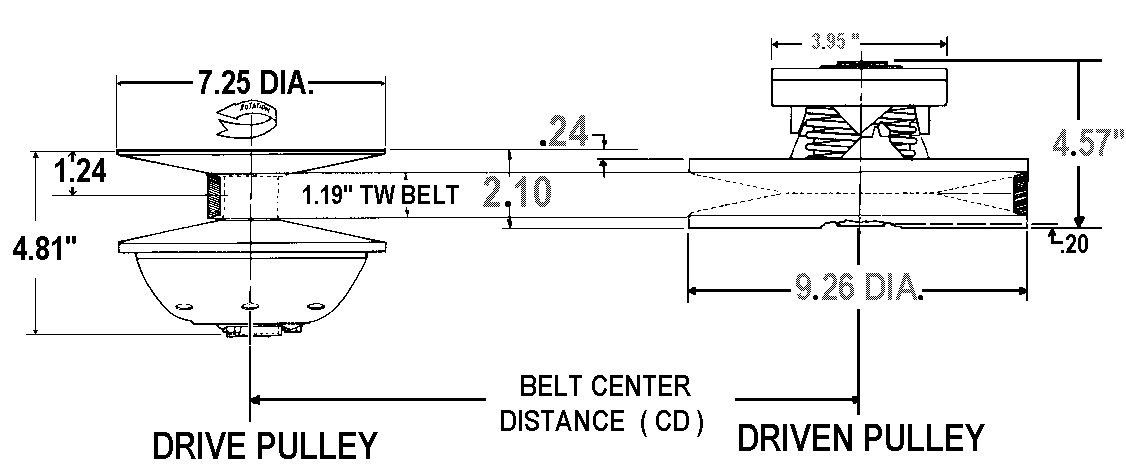 3.95 "
7.25 DIA.
ROTATION
.24
4.57"
1.24
1.19" TW BELT
2.10
4.81"
.20
9.26 DIA.
BELT CENTER
DISTANCE ( CD )
DRIVE PULLEY
DRIVEN PULLEY